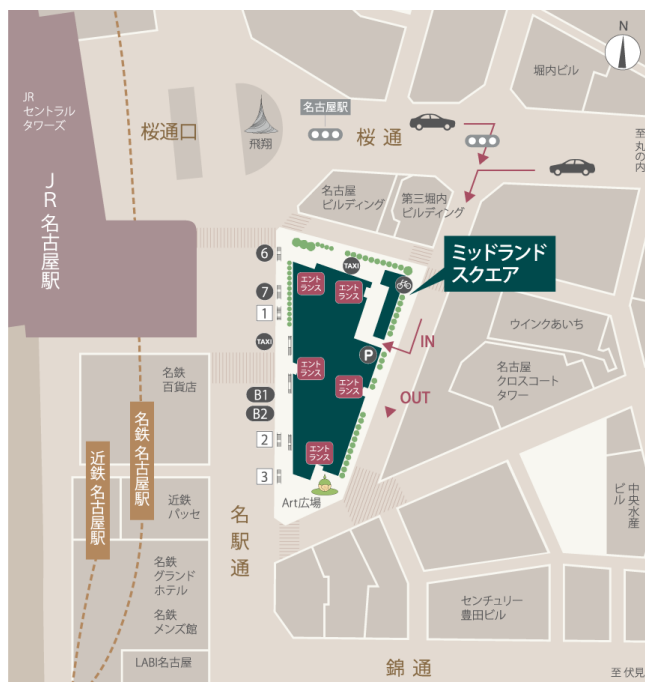 N
堀内ビル
JR
セントラル
タワーズ
桜通口
飛翔
名古屋駅
桜通
至丸の内
JR名古屋駅
名古屋
ビルディング
第三堀内
ビルディング
ミッドランド
スクエア
6
TAXI
エント
ランス
エント
ランス
7
1
ウインクあいち
IN
TAXI
P
名鉄
百貨店
エント
ランス
エント
ランス
名古屋
クロスコート
タワー
OUT
B1
B2
名鉄名古屋駅
近鉄名古屋駅
2
エント
ランス
3
Art広場
近鉄
パッセ
名駅通
中央水産
ビル
名鉄
グランド
ホテル
名鉄
メンズ館
センチュリー
豊田ビル
LABI名古屋
錦通
至伏見